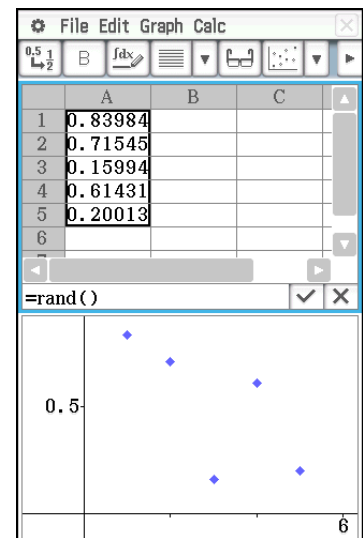 File Edit Graph Calc
0.5 1 2 B ∫dx
A B C
1 0.83984
2 0.71545
3 0.15994
4 0.61431
5 0.20013
6
=rand()
0.5
6